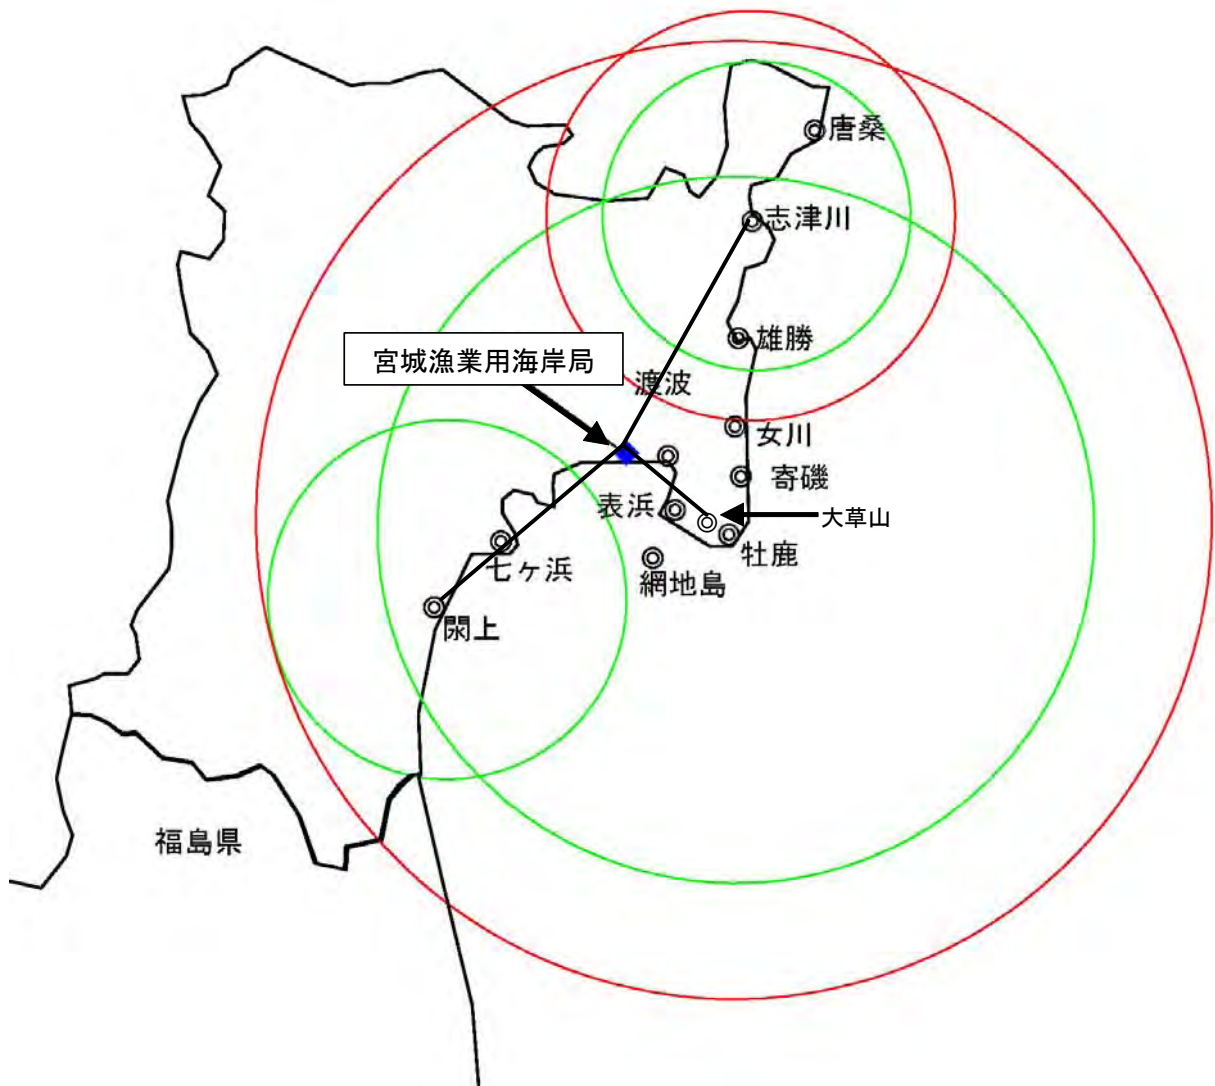 唐桑
志津川
雄勝
宮城漁業用海岸局
渡波
女川
寄磯
表浜
大草山
牡鹿
七ヶ浜
網地島
閖上
福島県